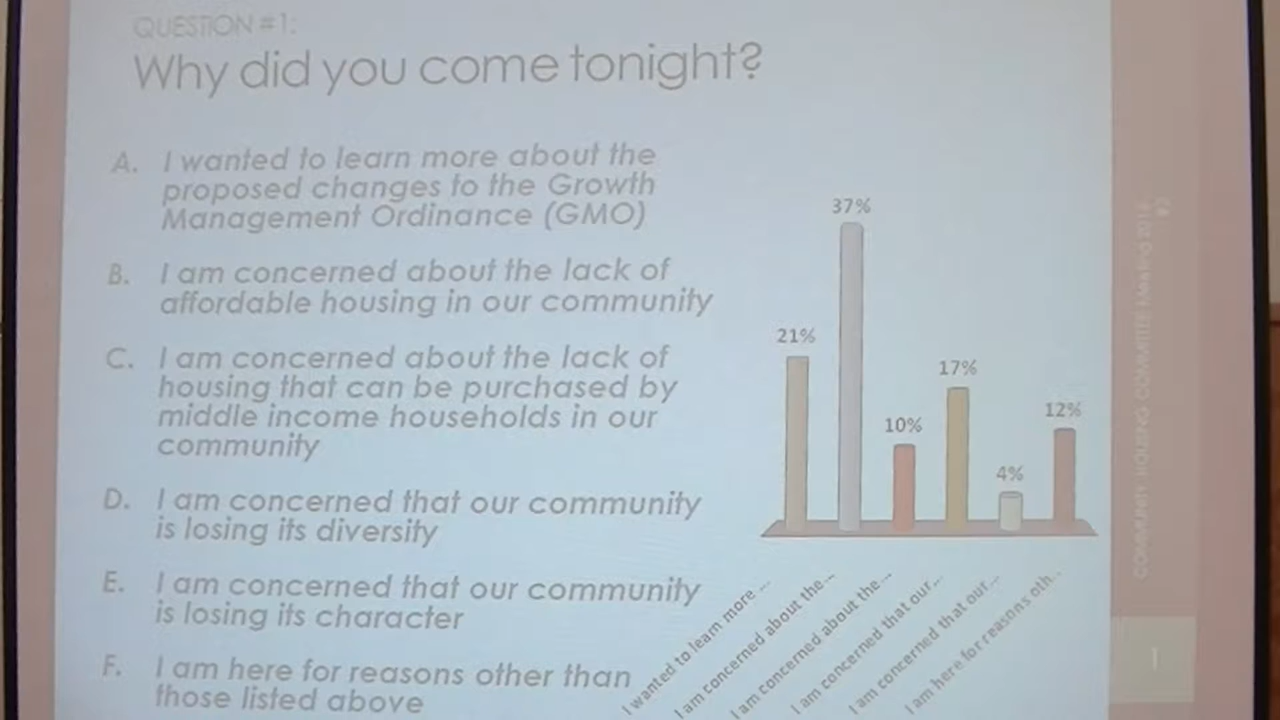 QUESTION #1:
Why did you come tonight?
A. I wanted to learn more about the
proposed changes to the Growth
Management Ordinance (GMO)
B. I am concerned about the lack of
affordable housing in our community
C. I am concerned about the lack of
housing that can be purchased by
middle income households in our
community
D. I am concerned that our community
is losing its diversity
E. I am concerned that our community
is losing its character
F. I am here for reasons other than
those listed above
21%
37%
10%
17%
4%
12%
I wanted to learn more ...
I am concerned about the...
I am concerned about the...
I am concerned that our...
I am concerned that our...
I am here for reasons oth...
COMMUNITY HOUSING COMMITTEE
1